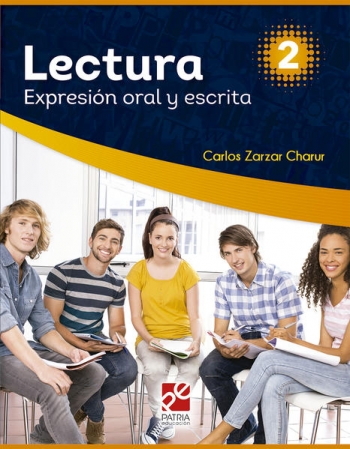 Lectura
2
Expresión oral y escrita
Carlos Zarzar Charur
PATRIA
educación